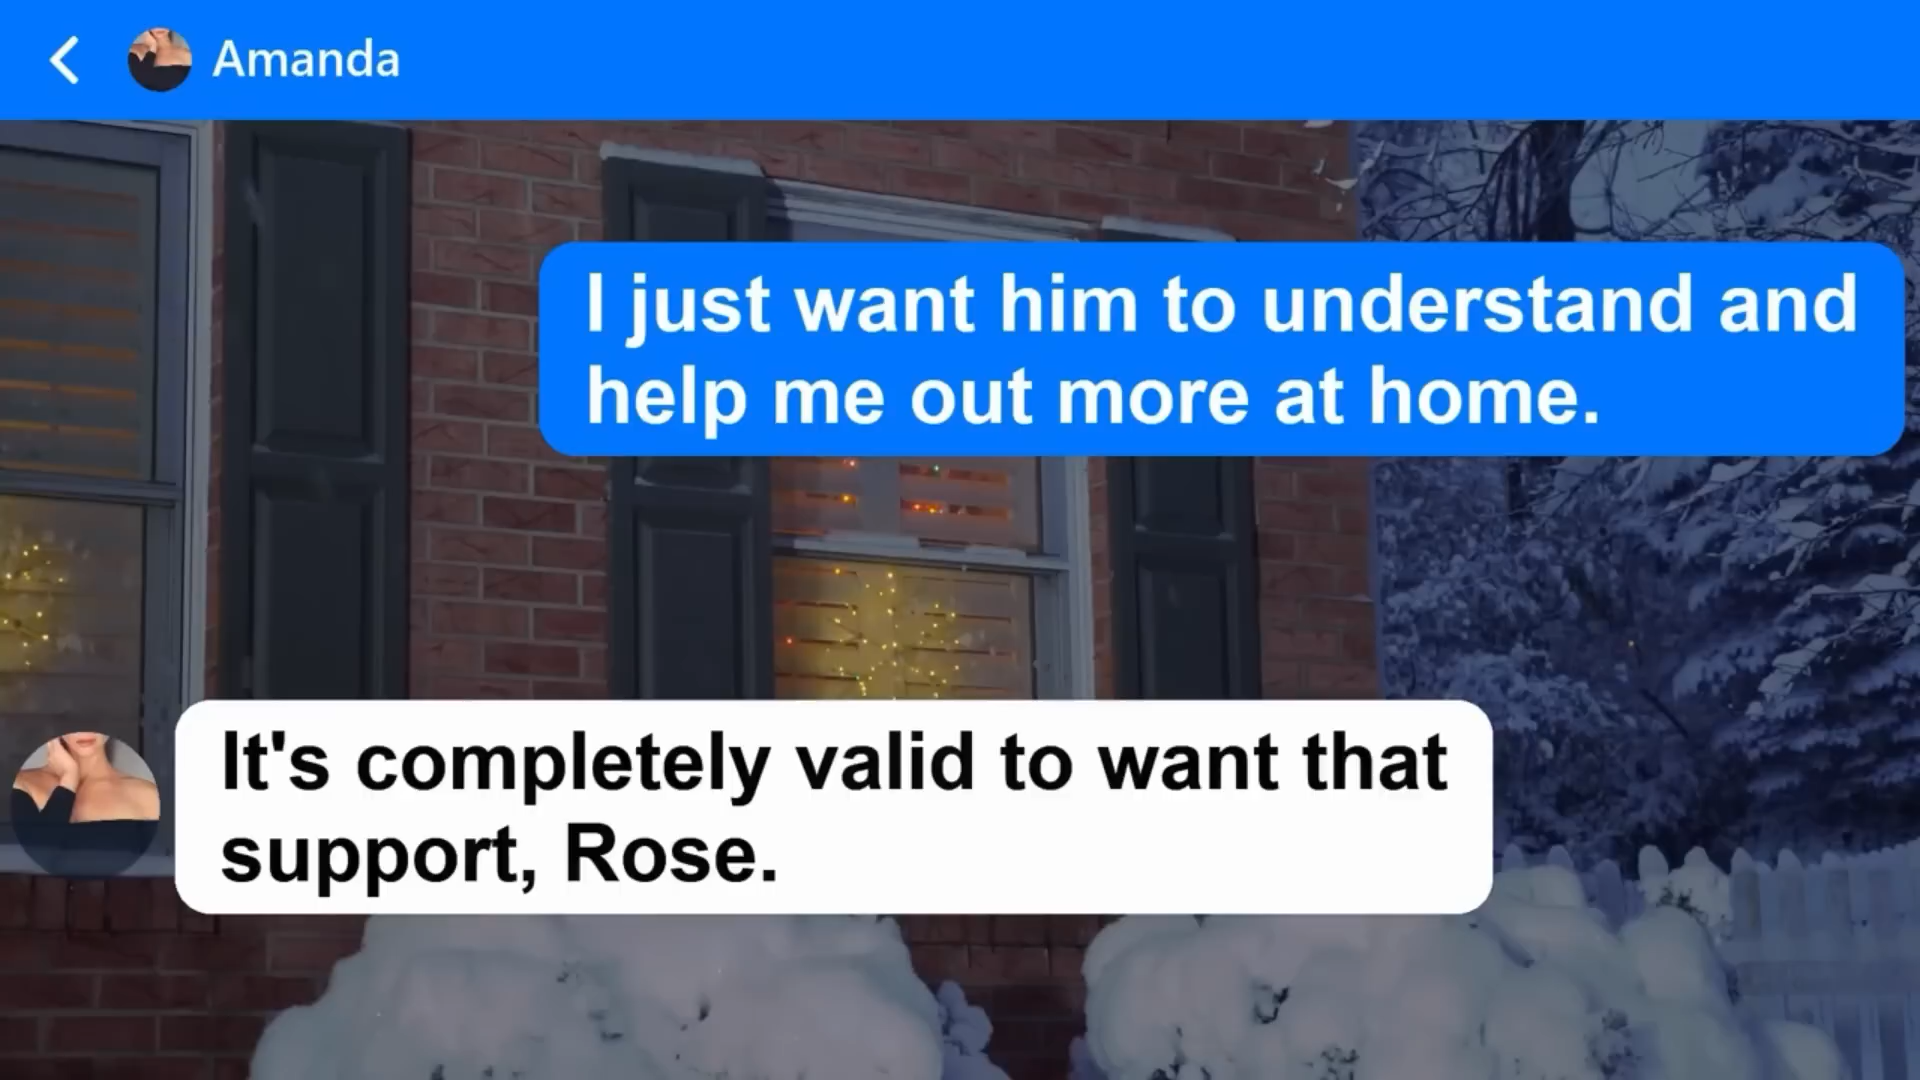 Amanda
I just want him to understand and
help me out more at home.
It's completely valid to want that
support, Rose.